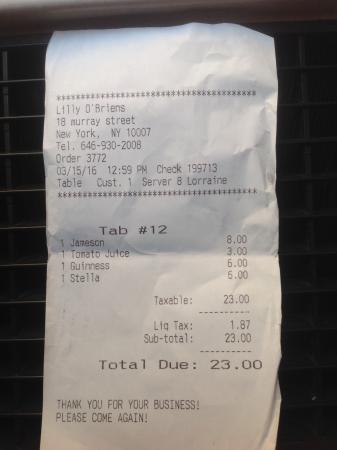 ****************************************
Lilly O'Briens
18 murray street
New York, NY 10007
Tel. 646-930-2008
Order 3772
03/15/16 12:59 PM Check 199713
Table Cust. 1 Server 8 Lorraine
****************************************
Tab #12
1 Jameson 8.00
1 Tomato Juice 3.00
1 Guinness 6.00
1 Stella 6.00
Taxable: 23.00
----------
Liq Tax: 1.87
Sub-total: 23.00
----------
Total Due: 23.00
THANK YOU FOR YOUR BUSINESS!
PLEASE COME AGAIN!